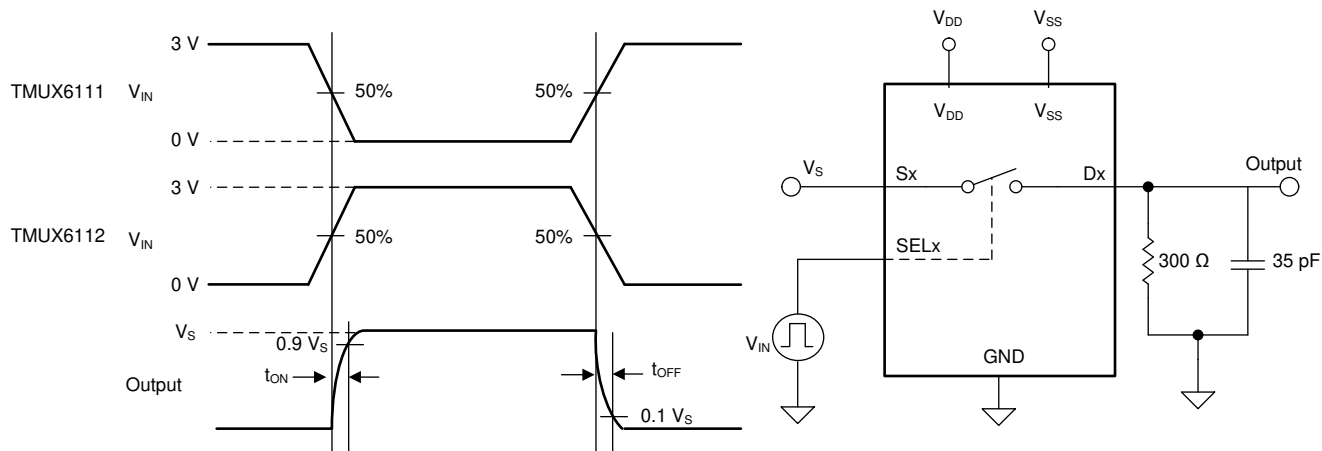 3 V
TMUX6111 V_IN 50% 50%
0 V
3 V
TMUX6112 V_IN 50% 50%
0 V
V_S
0.9 V_S
t_ON t_OFF
Output
0.1 V_S
V_DD V_SS
V_DD V_SS
V_S Sx Dx Output
SELx
300 Ω 35 pF
V_IN
GND